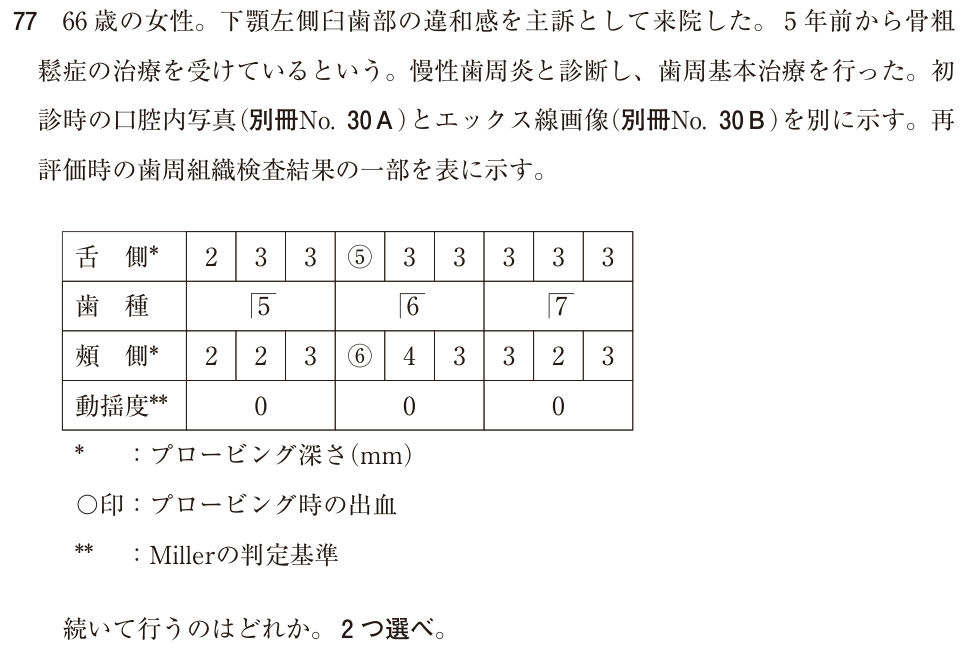 77 66歳の女性。下顎左側臼歯部の違和感を主訴として来院した。5年前から骨粗
鬆症の治療を受けているという。慢性歯周炎と診断し、歯周基本治療を行った。初
診時の口腔内写真(別冊No. 30A)とエックス線画像(別冊No. 30B)を別に示す。再
評価時の歯周組織検査結果の一部を表に示す。
舌 側* 2 3 3 ⑤ 3 3 3 3 3
歯 種 5 6 7
頰 側* 2 2 3 ⑥ 4 3 3 2 3
動揺度** 0 0 0
* :プロービング深さ(mm)
○印:プロービング時の出血
** :Millerの判定基準
続いて行うのはどれか。2つ選べ。